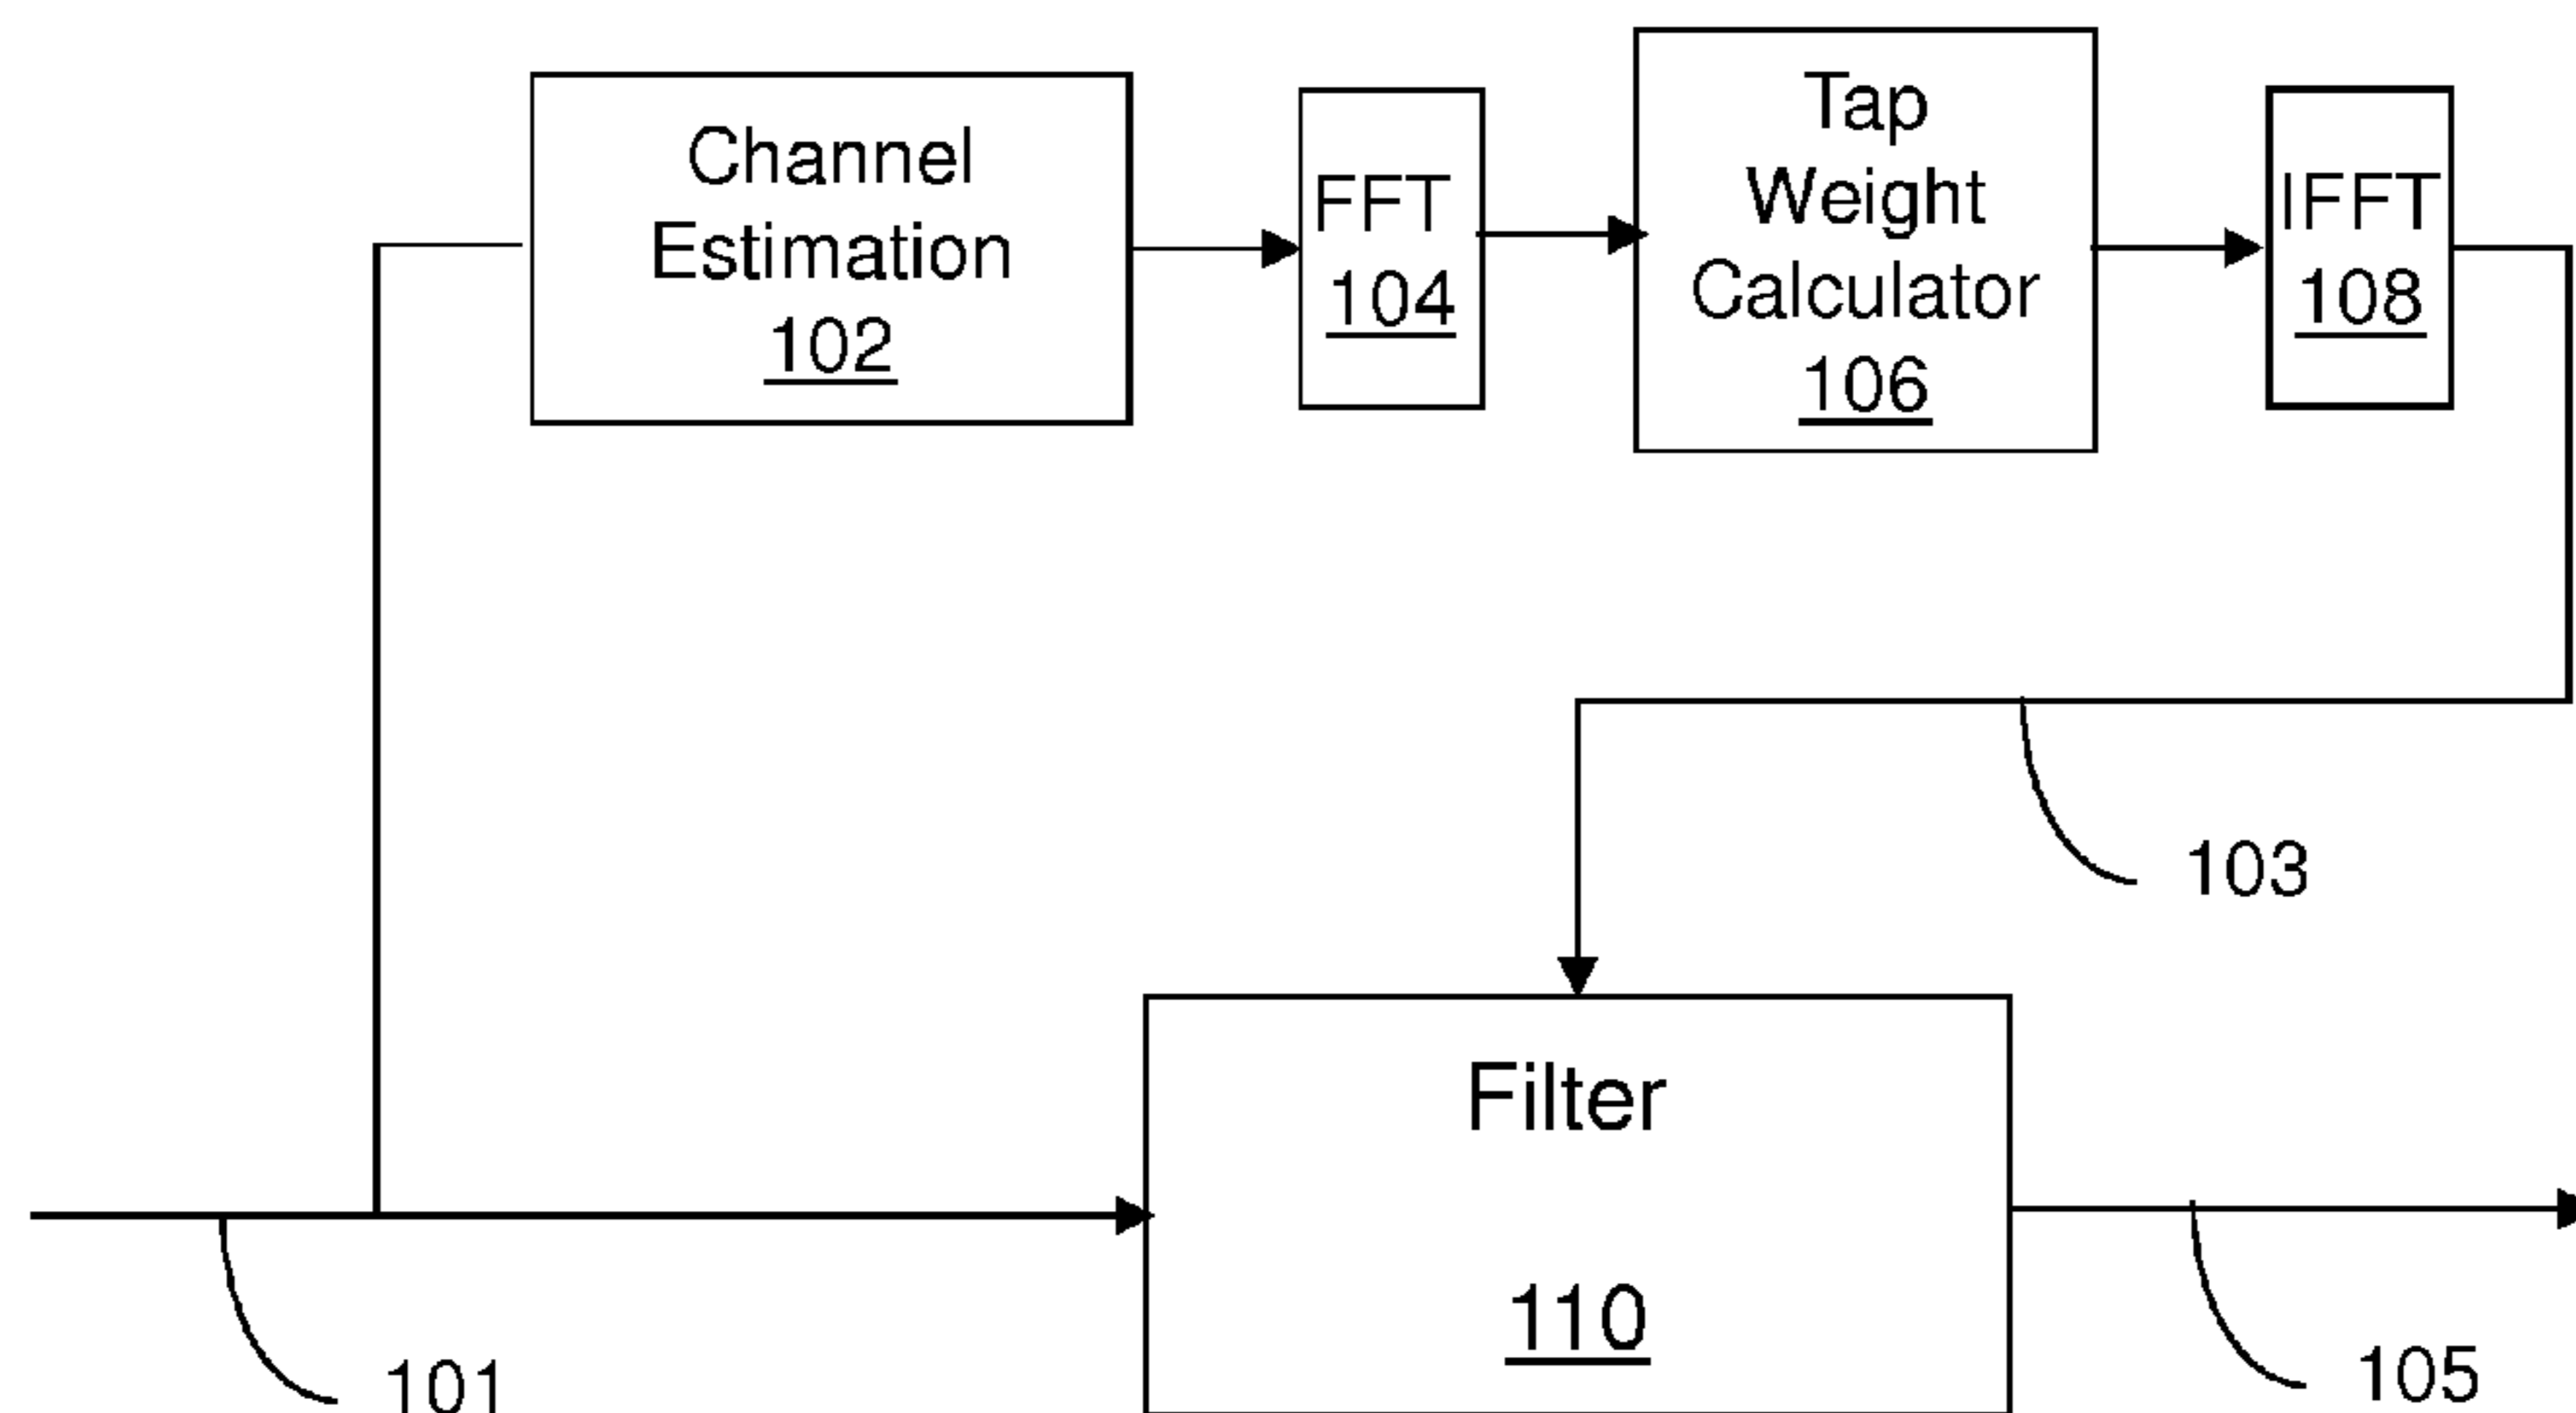 Channel
Estimation
102
FFT
104
Tap
Weight
Calculator
106
IFFT
108
103
Filter
110
101
105